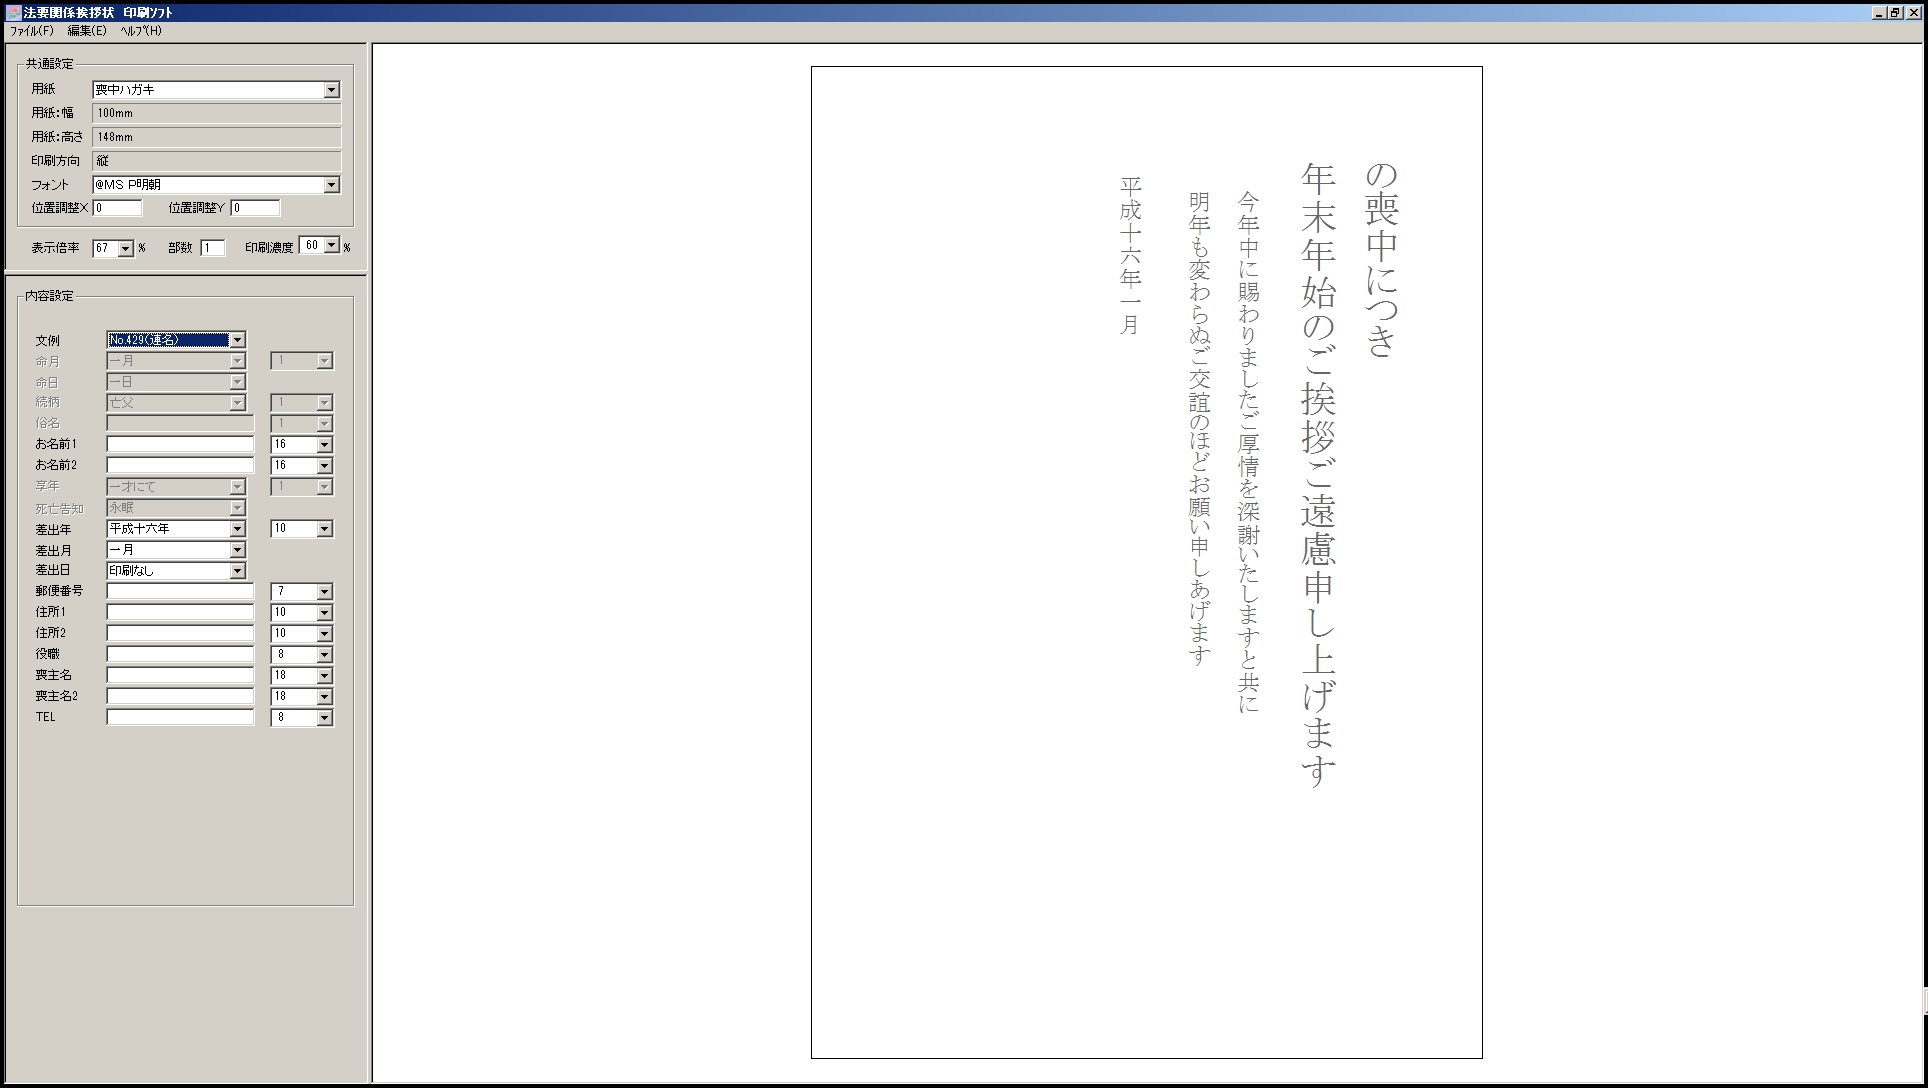 法要関係挨拶状 印刷ソフト
ファイル(F) 編集(E) ヘルプ(H)
共通設定
用紙 喪中ハガキ
用紙:幅 100mm
用紙:高さ 148mm
印刷方向 縦
フォント @MS P明朝
位置調整X 0 位置調整Y 0
表示倍率 67 % 部数 1 印刷濃度 60 %
内容設定
文例 No.429(連名)
命月 一月 1
命日 一日
続柄 亡父 1
俗名 1
お名前1 16
お名前2 16
享年 一才にて 1
死亡告知 永眠
差出年 平成十六年 10
差出月 一月
差出日 印刷なし
郵便番号 7
住所1 10
住所2 10
役職 8
喪主名 18
喪主名2 18
TEL 8
の喪中につき
年末年始のご挨拶ご遠慮申し上げます
今年中に賜わりましたご厚情を深謝いたしますと共に
明年も変わらぬご交誼のほどお願い申しあげます
平成十六年一月